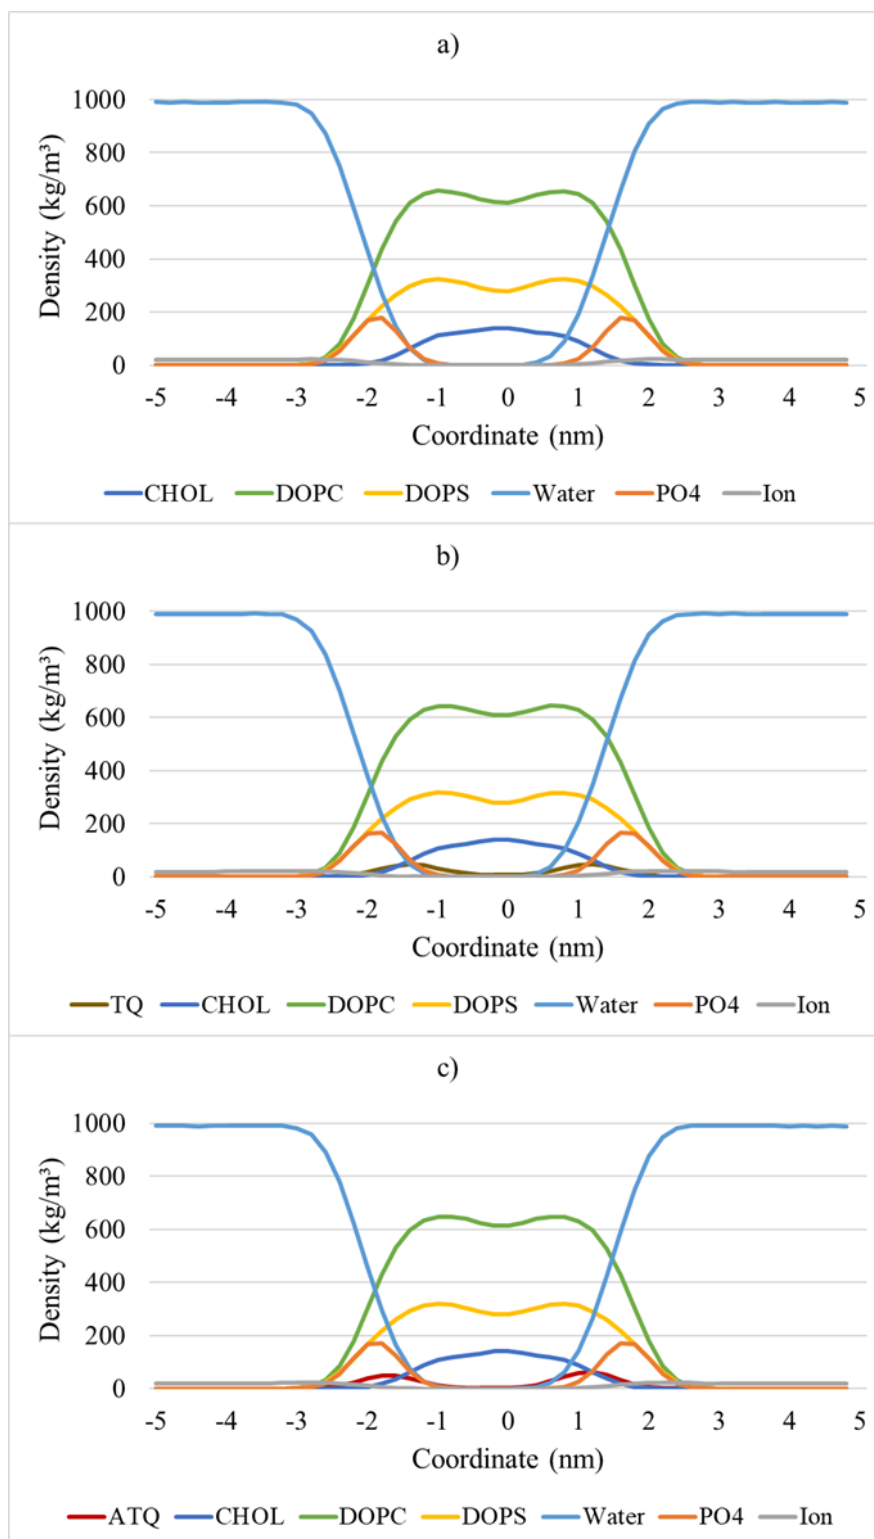 a)
1000
800
600
400
200
0
Density (kg/m³)
-5 -4 -3 -2 -1 0 1 2 3 4 5
Coordinate (nm)
CHOL DOPC DOPS Water PO4 Ion
b)
1000
800
600
400
200
0
Density (kg/m³)
-5 -4 -3 -2 -1 0 1 2 3 4 5
Coordinate (nm)
TQ CHOL DOPC DOPS Water PO4 Ion
c)
1000
800
600
400
200
0
Density (kg/m³)
-5 -4 -3 -2 -1 0 1 2 3 4 5
Coordinate (nm)
ATQ CHOL DOPC DOPS Water PO4 Ion